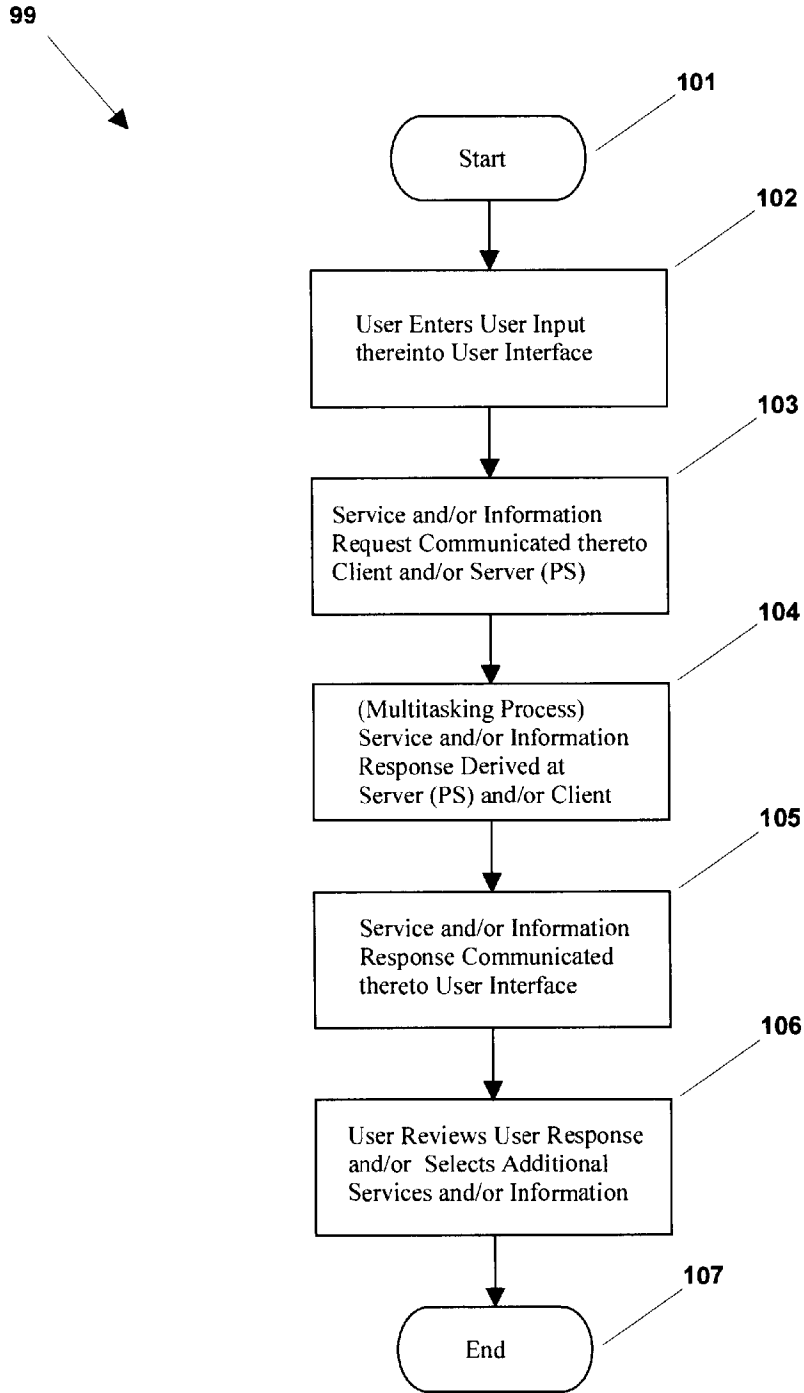 99
101
Start
102
User Enters User Input
thereinto User Interface
103
Service and/or Information
Request Communicated thereto
Client and/or Server (PS)
104
(Multitasking Process)
Service and/or Information
Response Derived at
Server (PS) and/or Client
105
Service and/or Information
Response Communicated
thereto User Interface
106
User Reviews User Response
and/or Selects Additional
Services and/or Information
107
End